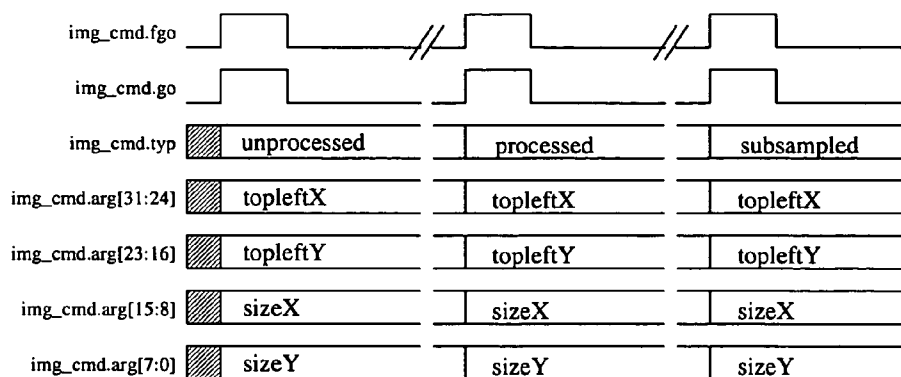 img_cmd.fgo
img_cmd.go
img_cmd.typ unprocessed processed subsampled
img_cmd.arg[31:24] topleftX topleftX topleftX
img_cmd.arg[23:16] topleftY topleftY topleftY
img_cmd.arg[15:8] sizeX sizeX sizeX
img_cmd.arg[7:0] sizeY sizeY sizeY